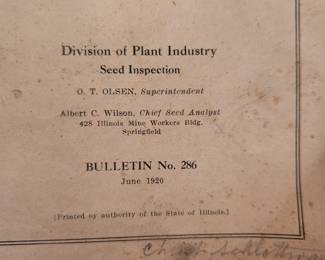 Division of Plant Industry
Seed Inspection
O. T. OLSEN, Superintendent
Albert C. Wilson, Chief Seed Analyst
428 Illinois Mine Workers Bldg.
Springfield
BULLETIN No. 286
June 1920
[Printed by authority of the State of Illinois.]